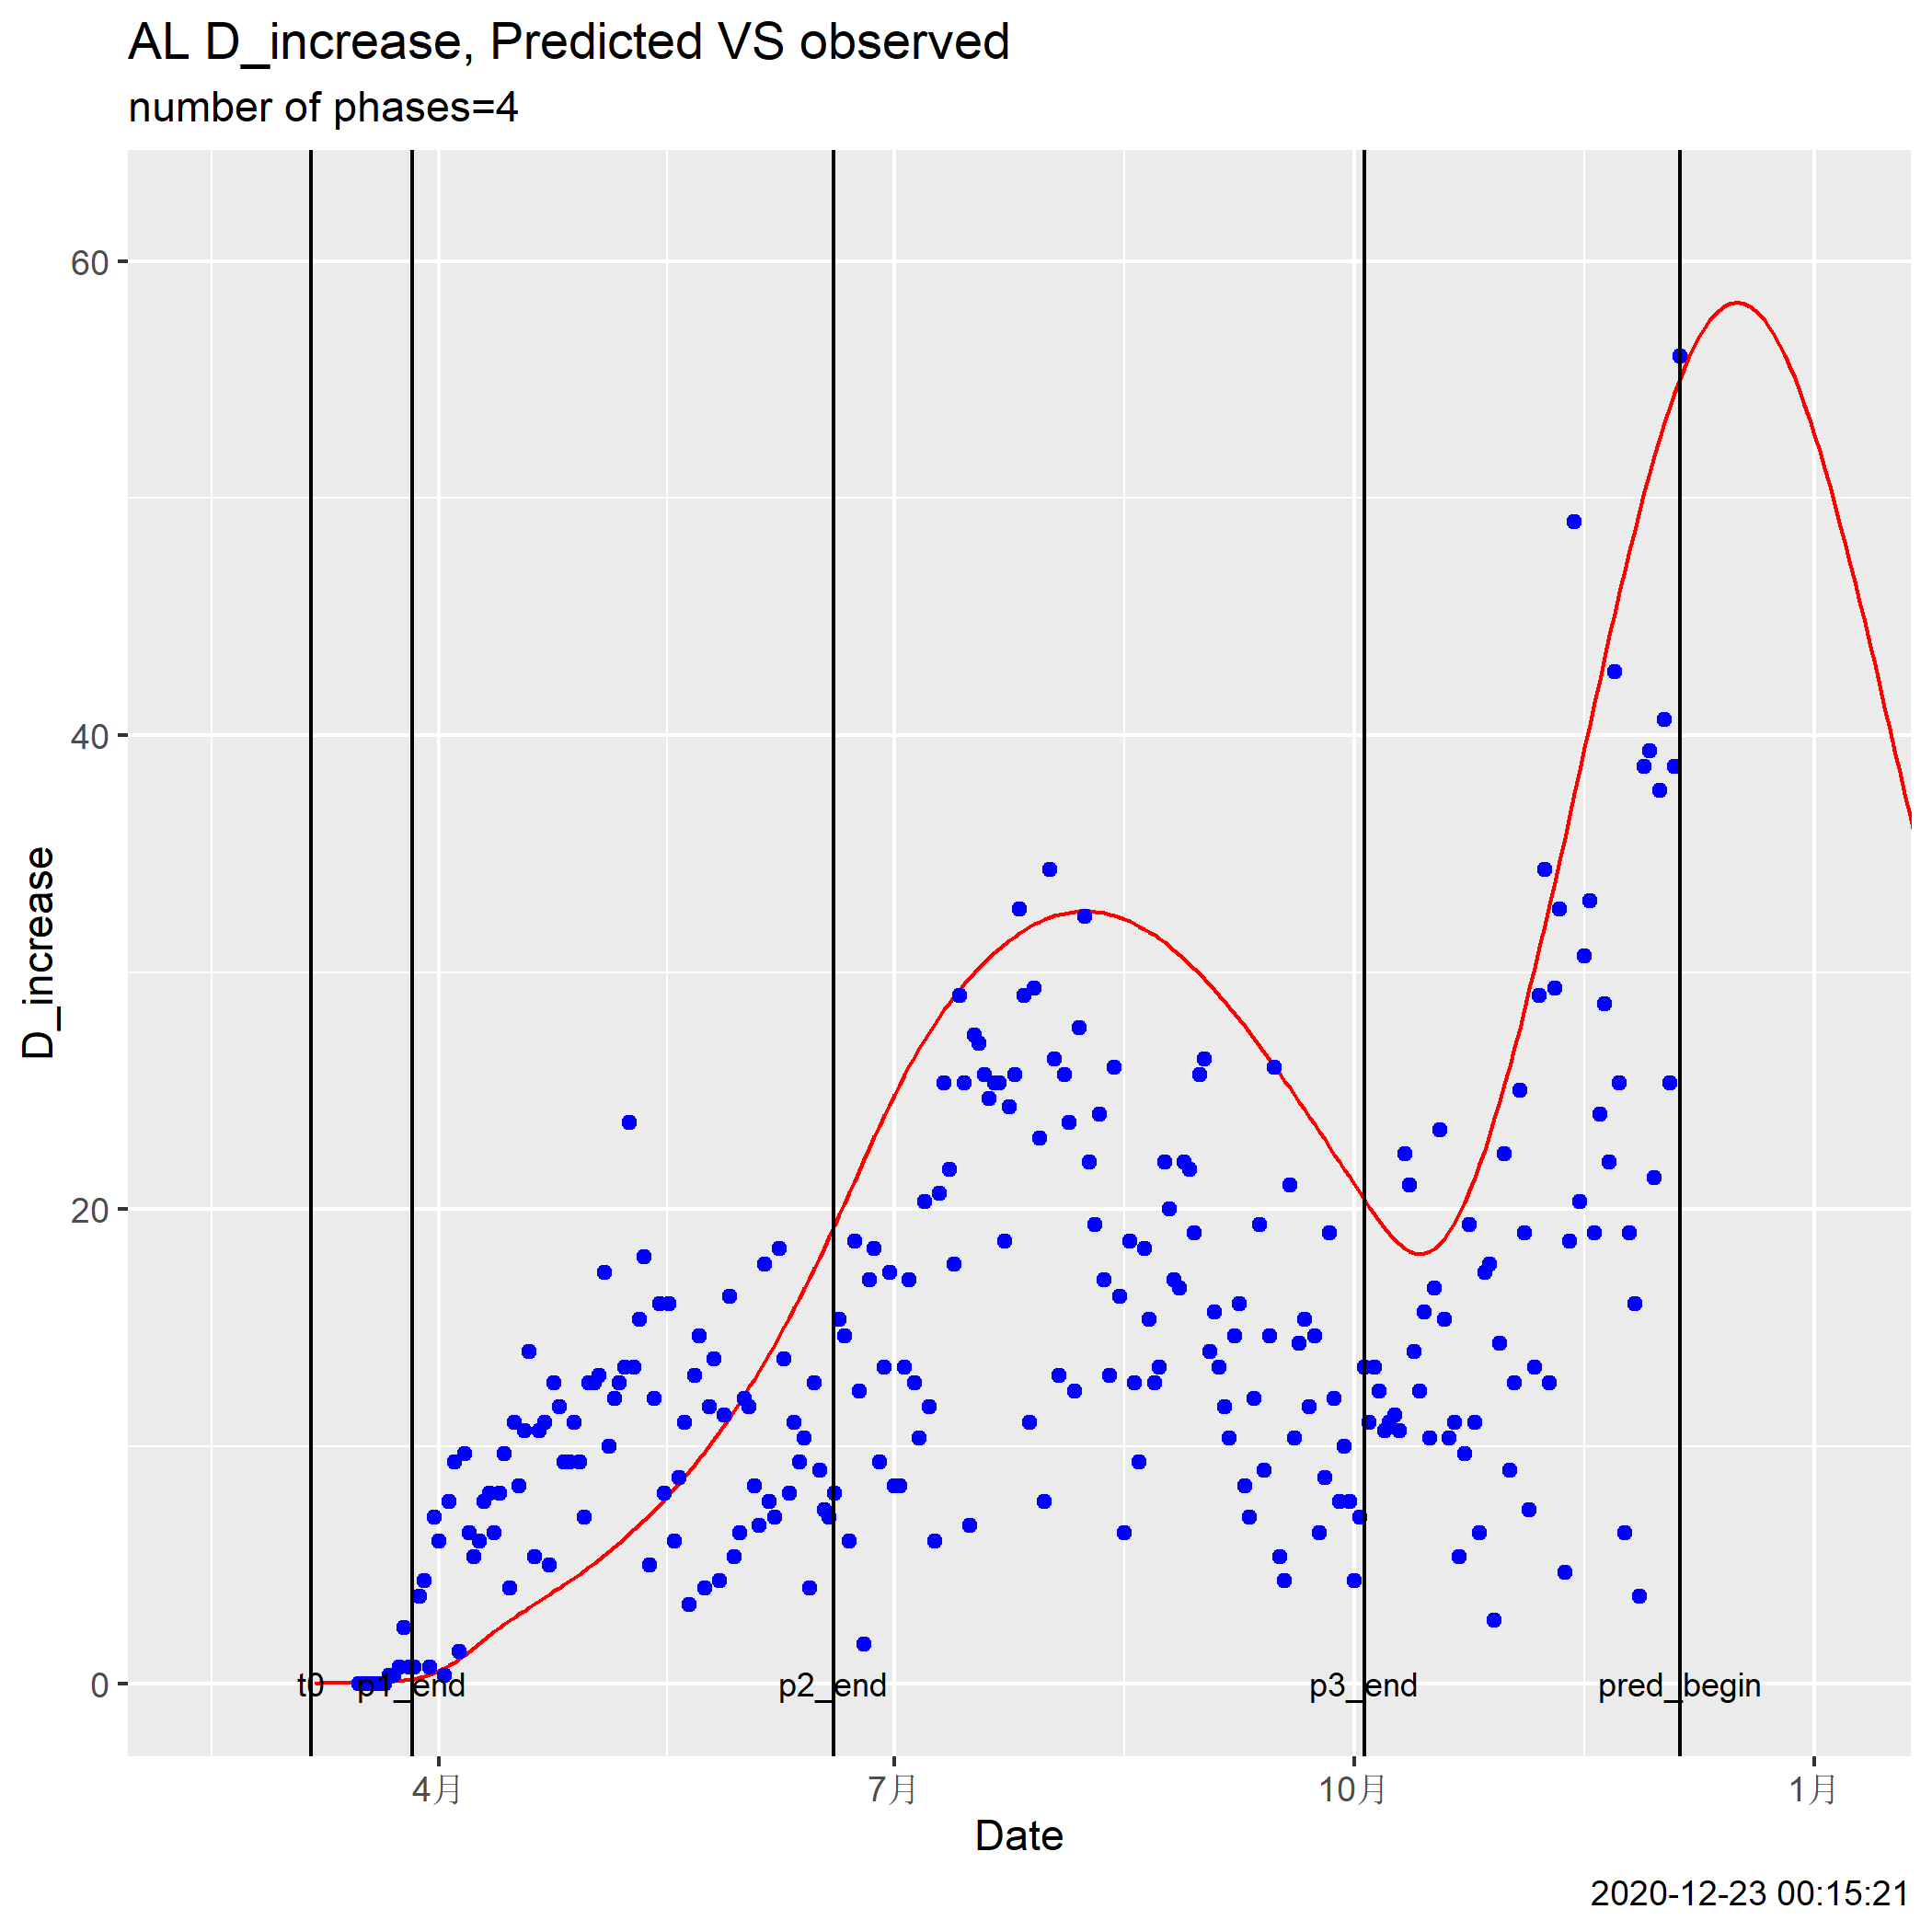 AL D_increase, Predicted VS observed
number of phases=4
60
40
20
0
D_increase
t0
p1_end
p2_end
p3_end
pred_begin
4月
7月
10月
1月
Date
2020-12-23 00:15:21